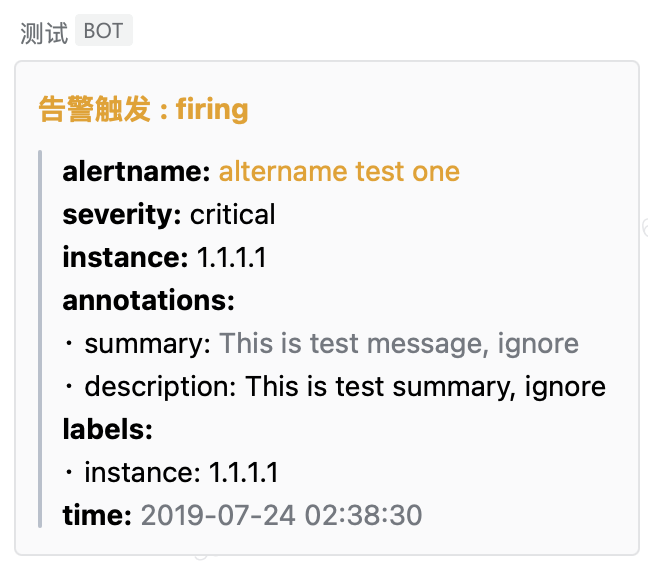 测试 BOT
告警触发 : firing
alertname: altername test one
severity: critical
instance: 1.1.1.1
annotations:
· summary: This is test message, ignore
· description: This is test summary, ignore
labels:
· instance: 1.1.1.1
time: 2019-07-24 02:38:30